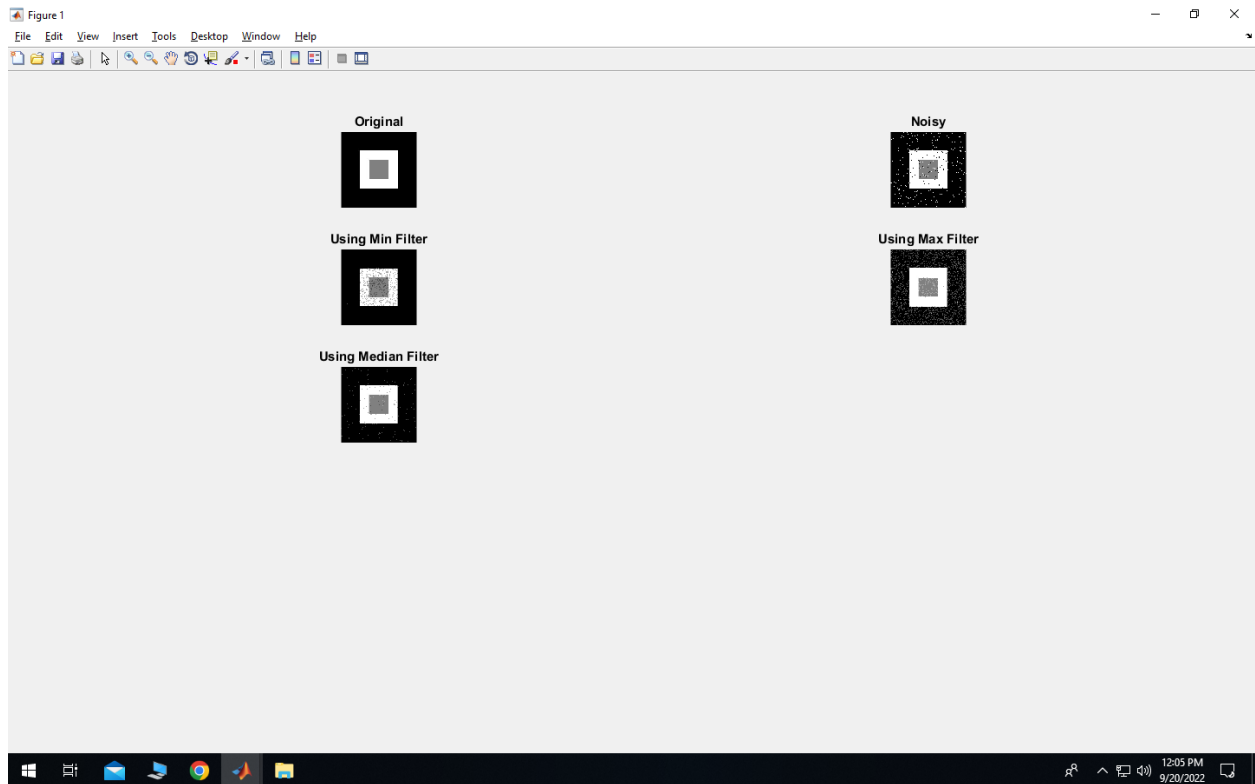 Figure 1
File Edit View Insert Tools Desktop Window Help
Original
Noisy
Using Min Filter
Using Max Filter
Using Median Filter
12:05 PM
9/20/2022